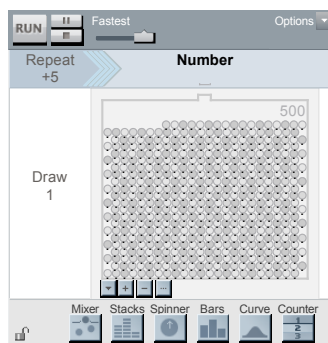 RUN Fastest Options
Repeat
+5
Number
500
Draw
1
Mixer Stacks Spinner Bars Curve Counter
1
2
3